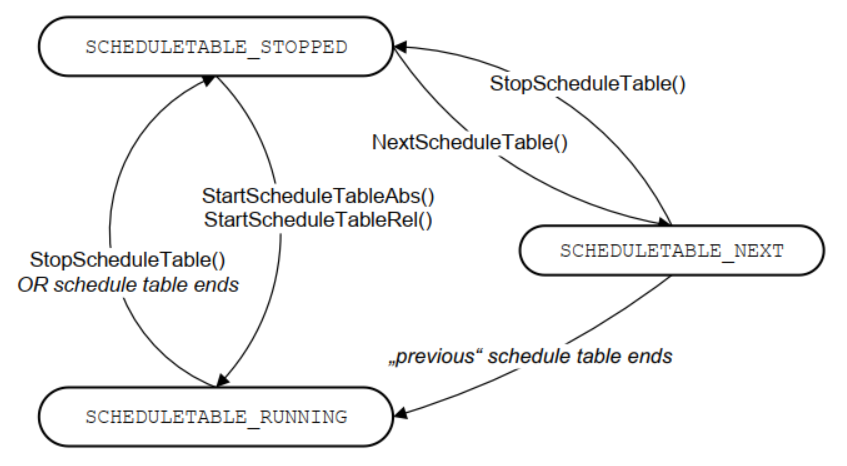 SCHEDULETABLE_STOPPED
StopScheduleTable()
NextScheduleTable()
StartScheduleTableAbs()
StartScheduleTableRel()
SCHEDULETABLE_NEXT
StopScheduleTable()
OR schedule table ends
„previous“ schedule table ends
SCHEDULETABLE_RUNNING